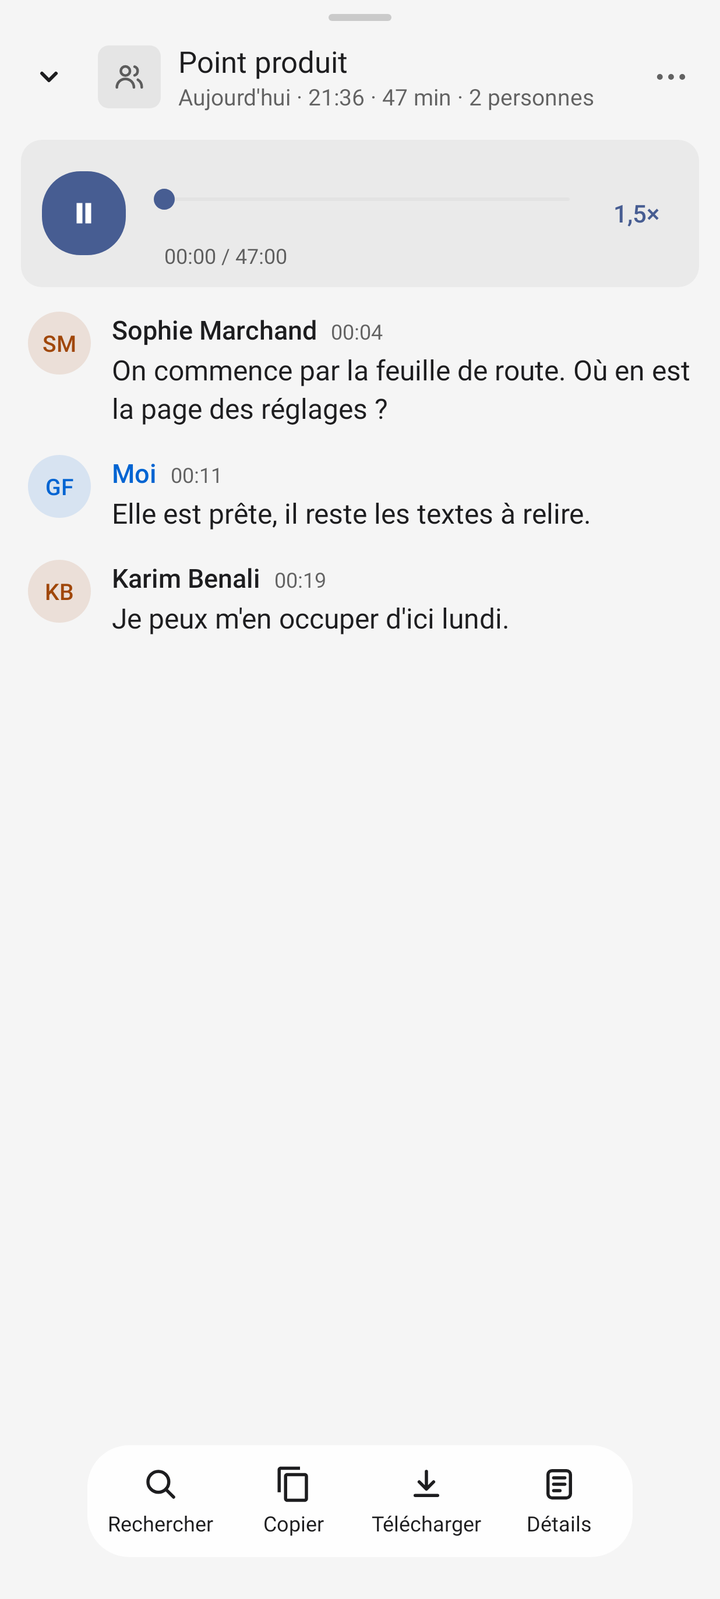 Point produit
Aujourd'hui · 21:36 · 47 min · 2 personnes
1,5×
00:00 / 47:00
SM
Sophie Marchand 00:04
On commence par la feuille de route. Où en est
la page des réglages ?
GF
Moi 00:11
Elle est prête, il reste les textes à relire.
KB
Karim Benali 00:19
Je peux m'en occuper d'ici lundi.
Rechercher
Copier
Télécharger
Détails